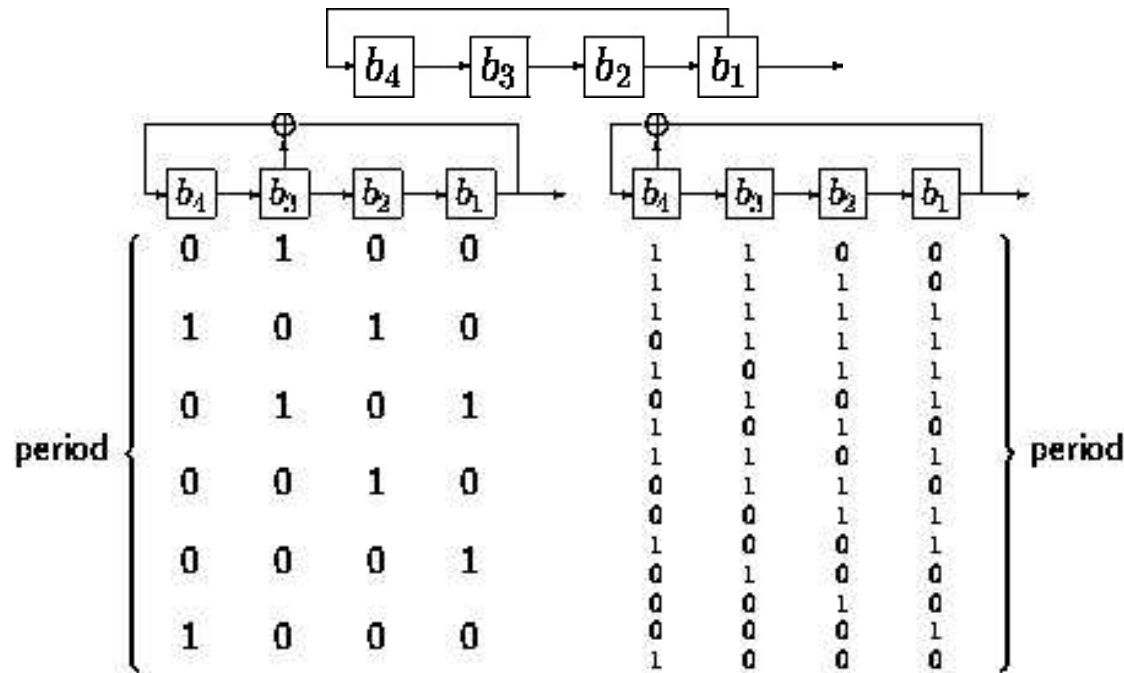 b₄ b₃ b₂ b₁
b₄ b₃ b₂ b₁
0 1 0 0
1 0 1 0
0 1 0 1
0 0 1 0
0 0 0 1
1 0 0 0
period
b₄ b₃ b₂ b₁
1 1 0 0
1 1 1 0
1 1 1 1
0 1 1 1
1 0 1 1
0 1 0 1
1 0 1 0
1 1 0 1
0 1 1 0
0 0 1 1
1 0 0 1
0 1 0 0
0 0 1 0
0 0 0 1
1 0 0 0
period